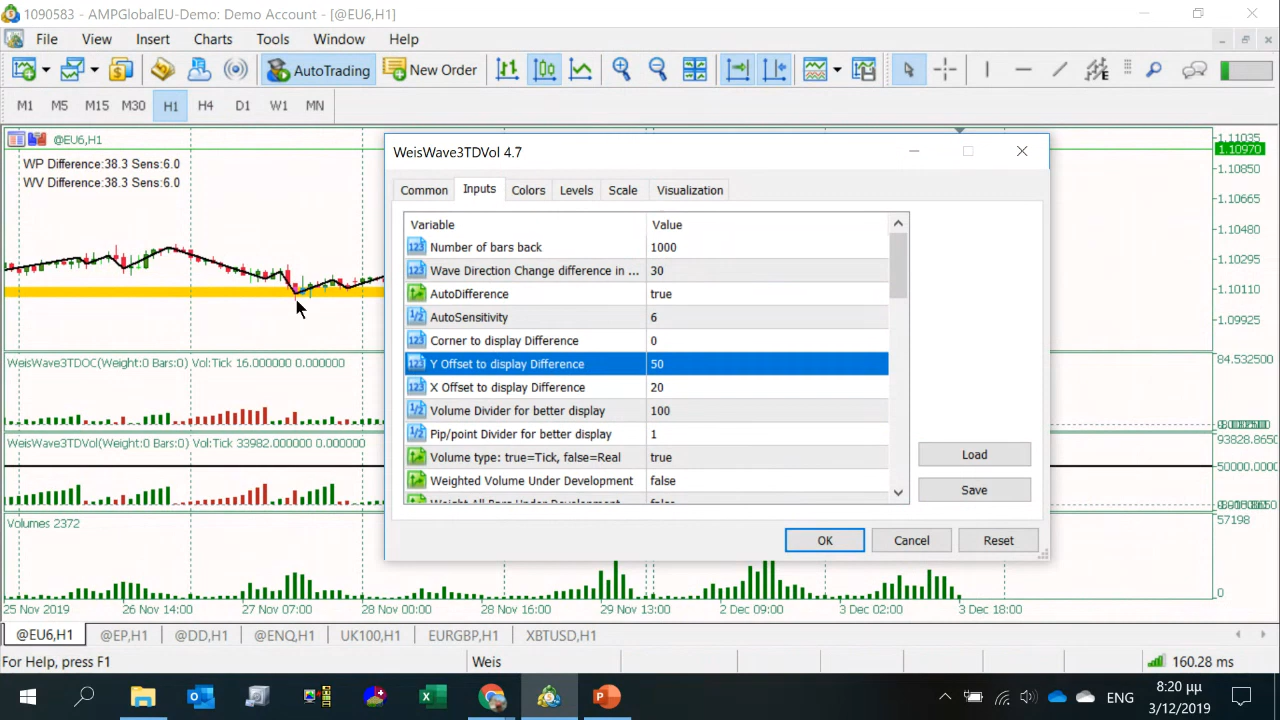 1090583 - AMPGlobalEU-Demo: Demo Account - [@EU6,H1]
File View Insert Charts Tools Window Help
AutoTrading New Order
M1 M5 M15 M30 H1 H4 D1 W1 MN
@EU6,H1
WP Difference:38.3 Sens:6.0
WV Difference:38.3 Sens:6.0
1.11035
1.10970
1.10850
1.10665
1.10480
1.10295
1.10110
1.09925
WeisWave3TDVol 4.7
Common Inputs Colors Levels Scale Visualization
Variable Value
Number of bars back 1000
Wave Direction Change difference in ... 30
AutoDifference true
AutoSensitivity 6
Corner to display Difference 0
Y Offset to display Difference 50
X Offset to display Difference 20
Volume Divider for better display 100
Pip/point Divider for better display 1
Volume type: true=Tick, false=Real true
Weighted Volume Under Development false
Load
Save
OK Cancel Reset
WeisWave3TDOC(Weight:0 Bars:0) Vol:Tick 16.000000 0.000000
84.532500
WeisWave3TDVol(Weight:0 Bars:0) Vol:Tick 33982.000000 0.000000
93828.8650
50000.0000
Volumes 2372
57198
0
25 Nov 2019 26 Nov 14:00 27 Nov 07:00 28 Nov 00:00 28 Nov 16:00 29 Nov 13:00 2 Dec 09:00 3 Dec 02:00 3 Dec 18:00
@EU6,H1 @EP,H1 @DD,H1 @ENQ,H1 UK100,H1 EURGBP,H1 XBTUSD,H1
For Help, press F1 Weis 160.28 ms
ENG 8:20 μμ
3/12/2019